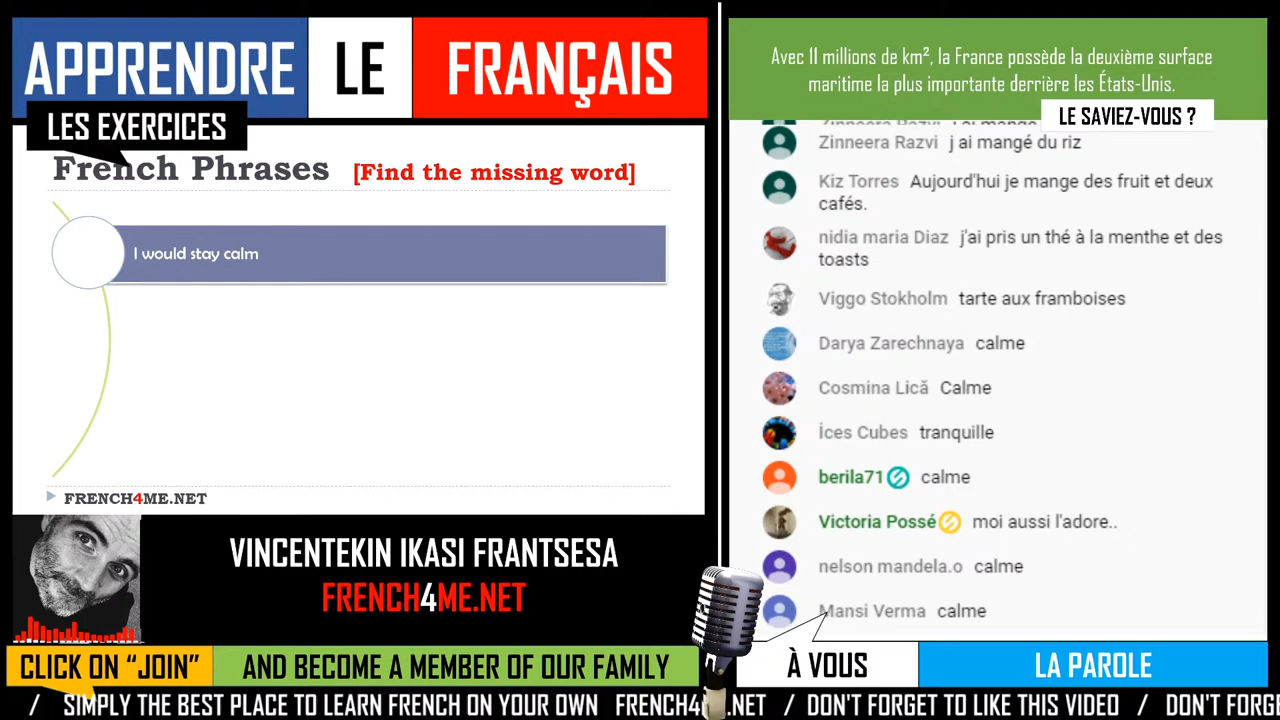 APPRENDRE LE FRANÇAIS
LES EXERCICES
French Phrases [Find the missing word]
I would stay calm
FRENCH4ME.NET
VINCENTEKIN IKASI FRANTSESA
FRENCH4ME.NET
CLICK ON “JOIN” AND BECOME A MEMBER OF OUR FAMILY
Avec 11 millions de km², la France possède la deuxième surface
maritime la plus importante derrière les États-Unis.
LE SAVIEZ-VOUS ?
Zinneera Razvi j ai mangé du riz
Kiz Torres Aujourd'hui je mange des fruit et deux
cafés.
nidia maria Diaz j'ai pris un thé à la menthe et des
toasts
Viggo Stokholm tarte aux framboises
Darya Zarechnaya calme
Cosmina Lică Calme
İces Cubes tranquille
berila71 calme
Victoria Possé moi aussi l'adore..
nelson mandela.o calme
Mansi Verma calme
À VOUS LA PAROLE
/ SIMPLY THE BEST PLACE TO LEARN FRENCH ON YOUR OWN FRENCH4ME.NET / DON'T FORGET TO LIKE THIS VIDEO / DON'T FORGE